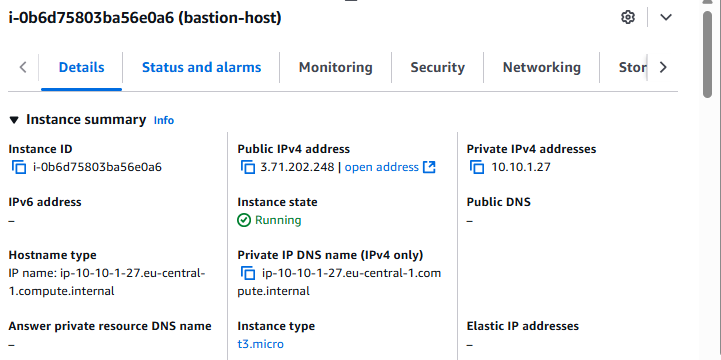 i-0b6d75803ba56e0a6 (bastion-host)
Details Status and alarms Monitoring Security Networking Stor
Instance summary Info
Instance ID
i-0b6d75803ba56e0a6
Public IPv4 address
3.71.202.248 | open address
Private IPv4 addresses
10.10.1.27
IPv6 address
–
Instance state
Running
Public DNS
–
Hostname type
IP name: ip-10-10-1-27.eu-central-
1.compute.internal
Private IP DNS name (IPv4 only)
ip-10-10-1-27.eu-central-1.com
pute.internal
Answer private resource DNS name
–
Instance type
t3.micro
Elastic IP addresses
–